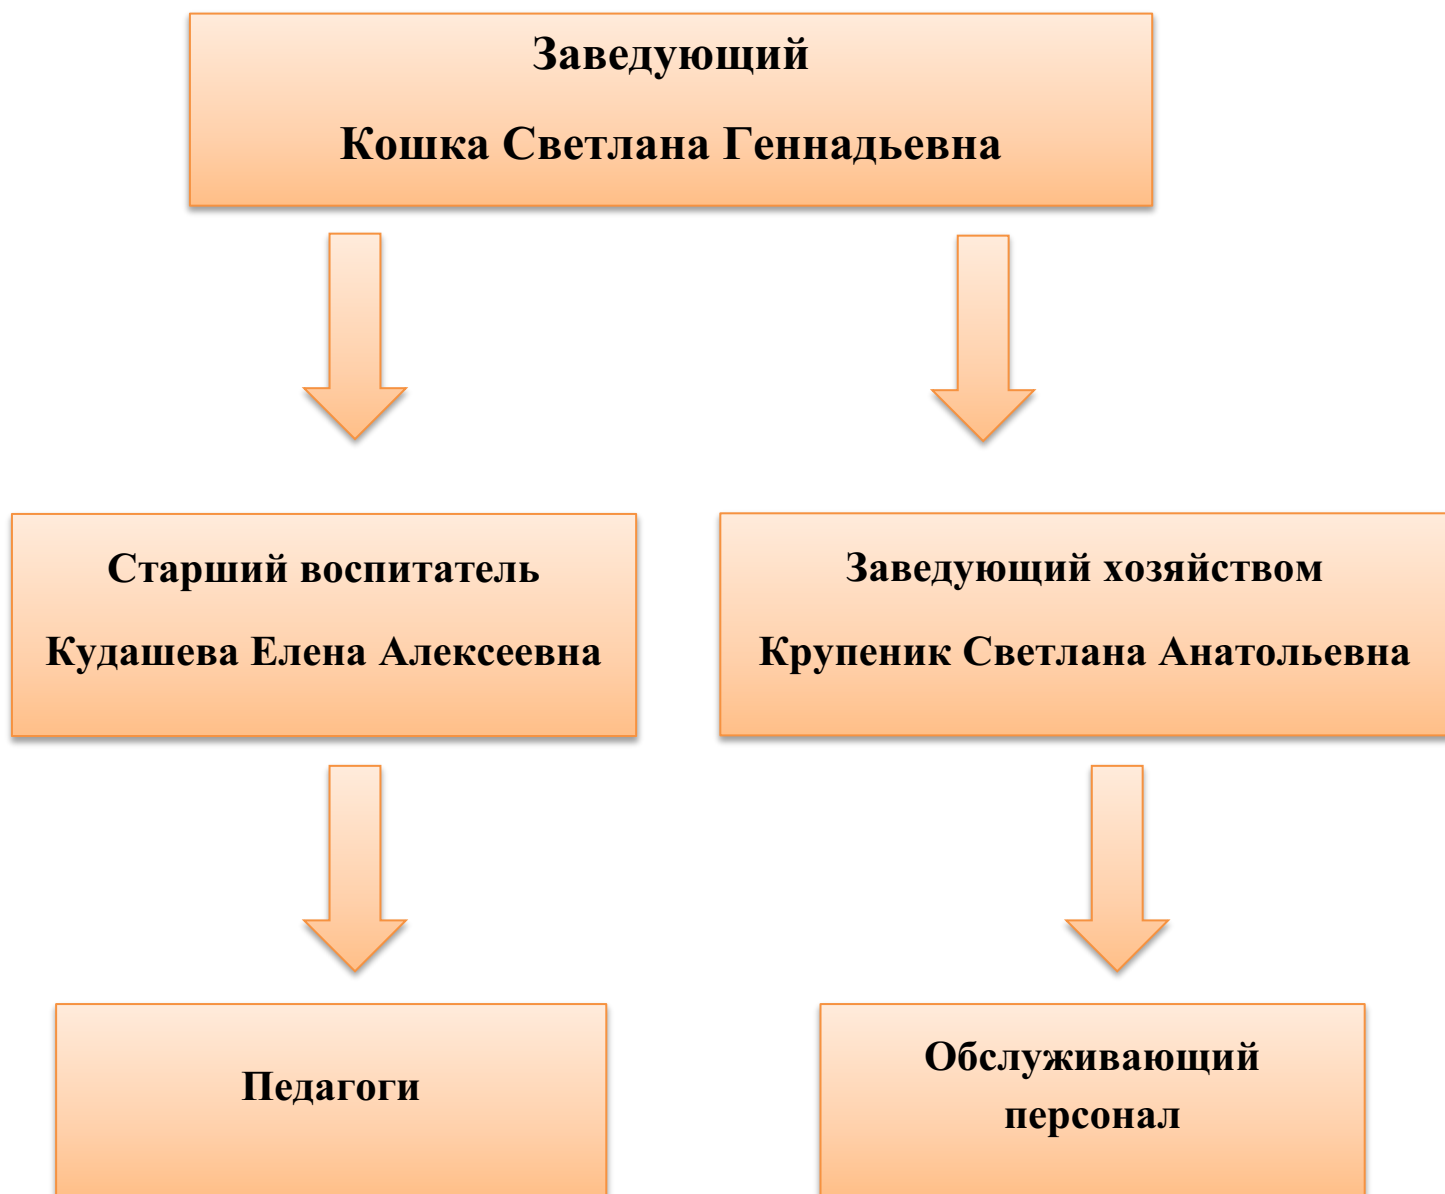 Заведующий
Кошка Светлана Геннадьевна
Старший воспитатель
Кудашева Елена Алексеевна
Заведующий хозяйством
Крупеник Светлана Анатольевна
Педагоги
Обслуживающий
персонал